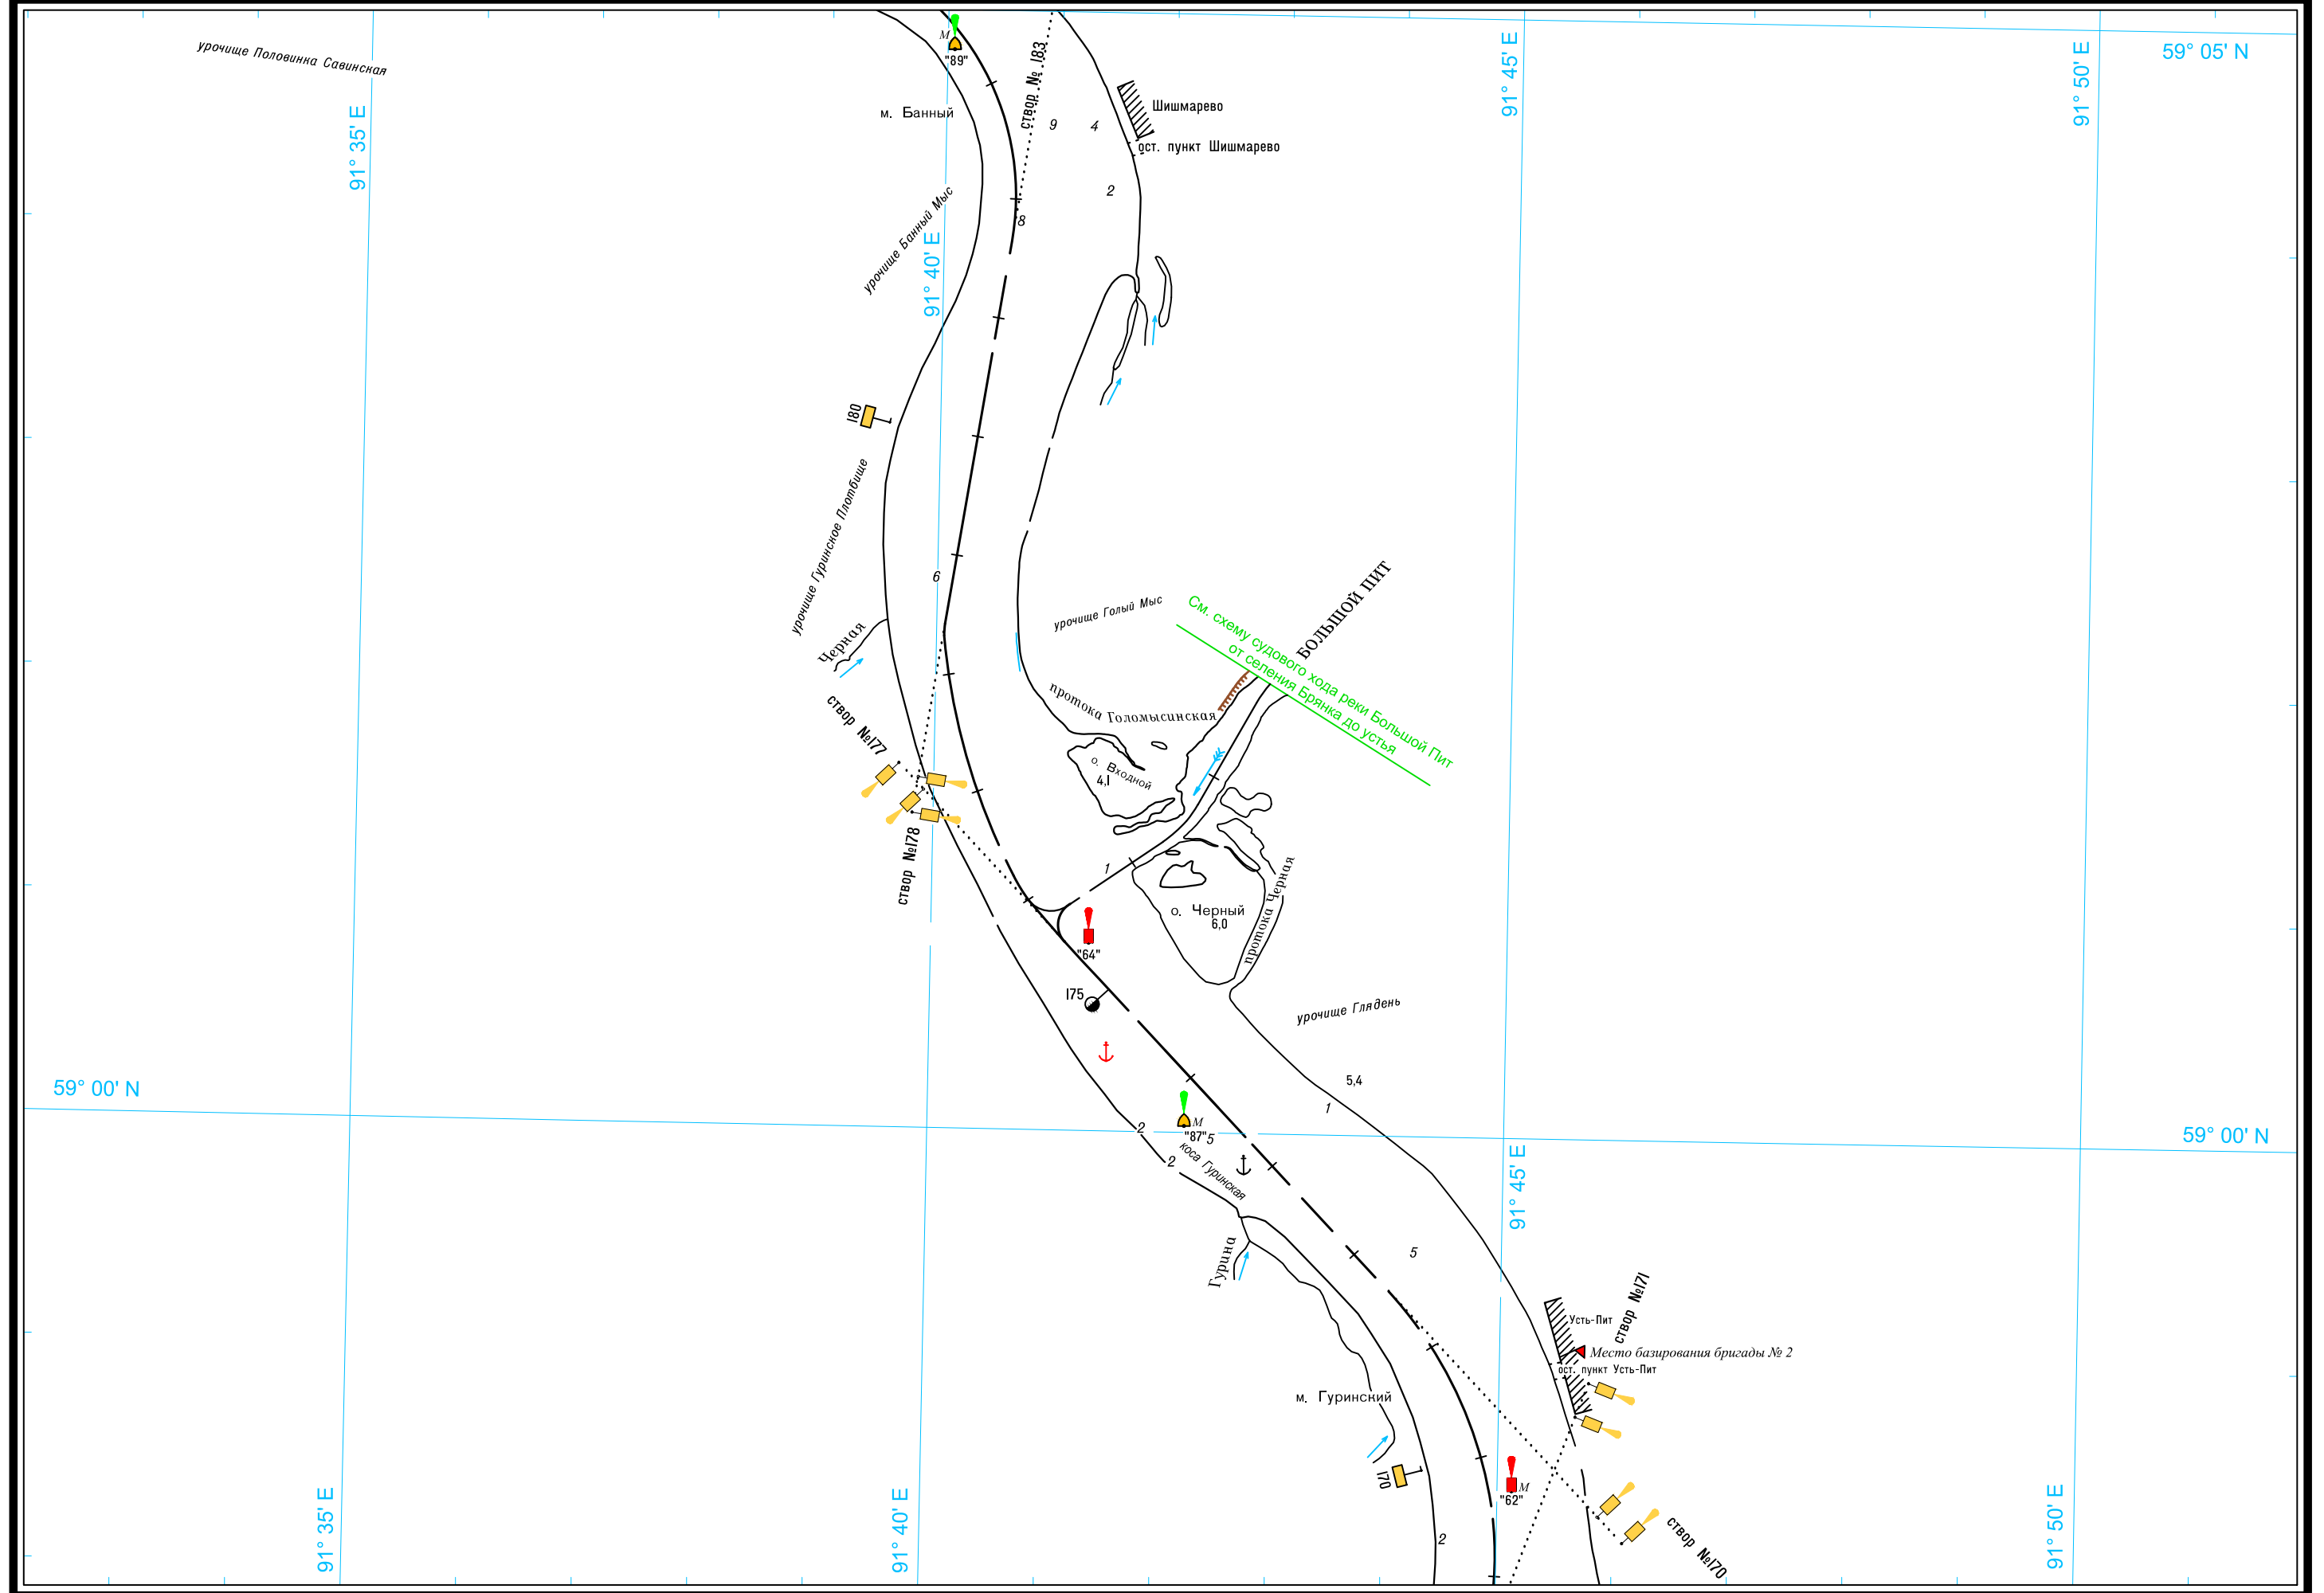 59° 05' N
91° 35' E
91° 40' E
91° 45' E
91° 50' E
урочище Половинка Савинская
М
"89"
створ № 183
м. Банный
9
4
Шишмарево
ост. пункт Шишмарево
2
8
урочище Банный Мыс
180
урочище Гуринское Плотбище
6
Черная
урочище Голый Мыс
БОЛЬШОЙ ПИТ
См. схему судового хода реки Большой Пит
от селения Брянка до устья
протока Голомысинская
створ №177
о. Входной
4,1
створ №178
1
о. Черный
6,0
протока Черная
"64"
175
урочище Глядень
5,4
1
59° 00' N
59° 00' N
2
М
"87"
5
2
коса Гуринская
91° 45' E
Гурина
5
створ №171
Усть-Пит
Место базирования бригады № 2
ост. пункт Усть-Пит
м. Гуринский
170
М
"62"
2
створ №170
91° 35' E
91° 40' E
91° 50' E